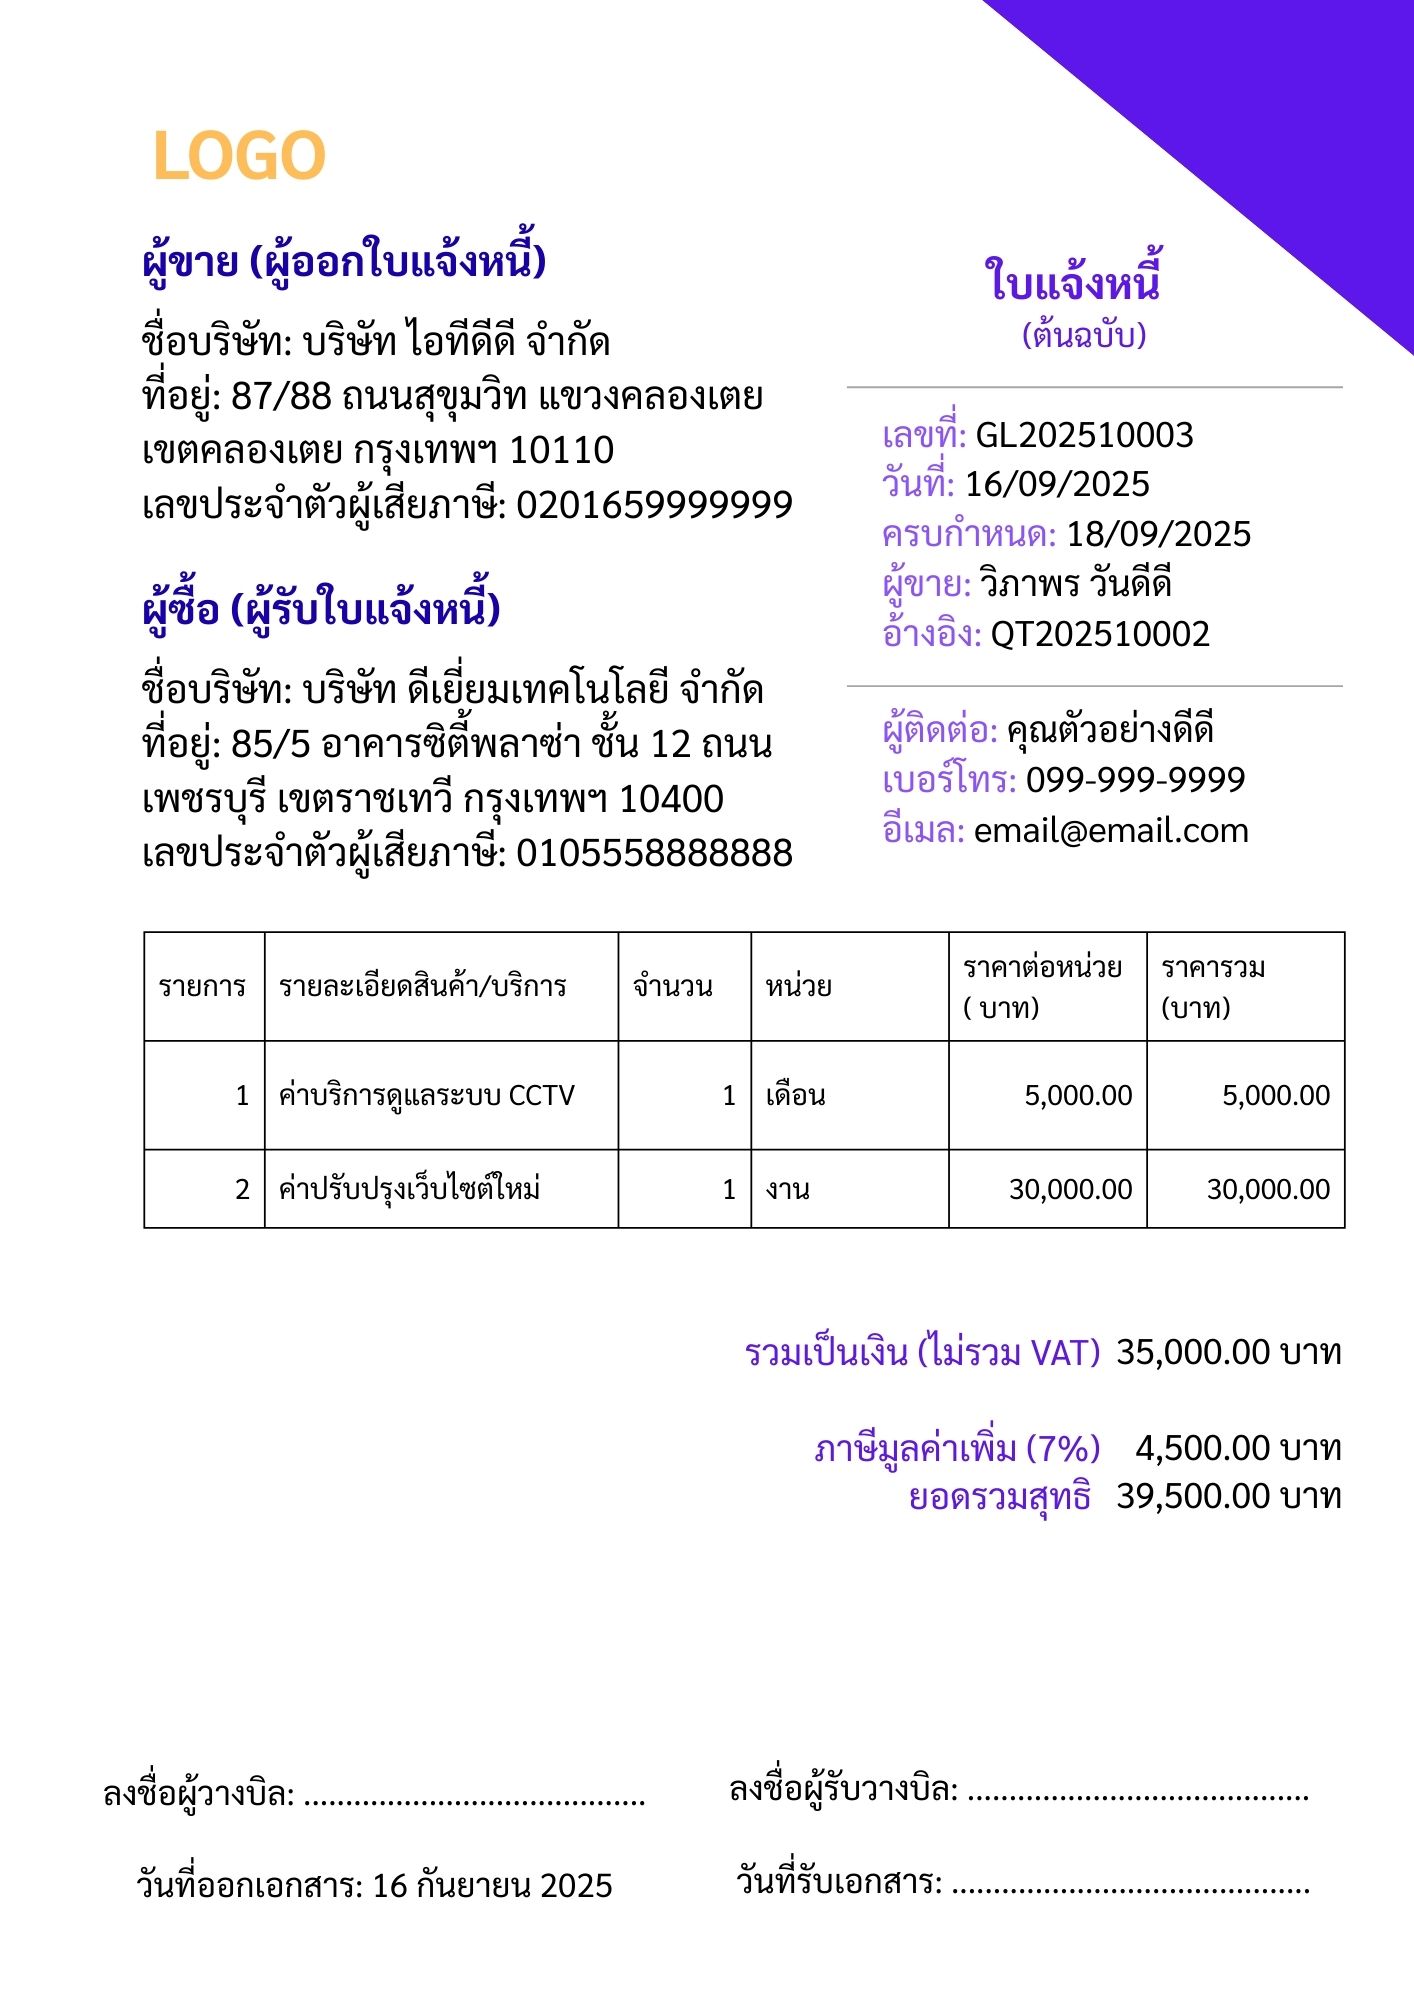 LOGO
ผู้ขาย (ผู้ออกใบแจ้งหนี้)
ชื่อบริษัท: บริษัท ไอทีดีดี จำกัด
ที่อยู่: 87/88 ถนนสุขุมวิท แขวงคลองเตย
เขตคลองเตย กรุงเทพฯ 10110
เลขประจำตัวผู้เสียภาษี: 0201659999999
ผู้ซื้อ (ผู้รับใบแจ้งหนี้)
ชื่อบริษัท: บริษัท ดีเยี่ยมเทคโนโลยี จำกัด
ที่อยู่: 85/5 อาคารซิตี้พลาซ่า ชั้น 12 ถนน
เพชรบุรี เขตราชเทวี กรุงเทพฯ 10400
เลขประจำตัวผู้เสียภาษี: 0105558888888
ใบแจ้งหนี้
(ต้นฉบับ)
เลขที่: GL202510003
วันที่: 16/09/2025
ครบกำหนด: 18/09/2025
ผู้ขาย: วิภาพร วันดีดี
อ้างอิง: QT202510002
ผู้ติดต่อ: คุณตัวอย่างดีดี
เบอร์โทร: 099-999-9999
อีเมล: email@email.com
รายการ รายละเอียดสินค้า/บริการ จำนวน หน่วย ราคาต่อหน่วย ( บาท) ราคารวม (บาท)
1 ค่าบริการดูแลระบบ CCTV 1 เดือน 5,000.00 5,000.00
2 ค่าปรับปรุงเว็บไซต์ใหม่ 1 งาน 30,000.00 30,000.00
รวมเป็นเงิน (ไม่รวม VAT) 35,000.00 บาท
ภาษีมูลค่าเพิ่ม (7%) 4,500.00 บาท
ยอดรวมสุทธิ 39,500.00 บาท
ลงชื่อผู้วางบิล: .........................................
ลงชื่อผู้รับวางบิล: .........................................
วันที่ออกเอกสาร: 16 กันยายน 2025
วันที่รับเอกสาร: ...........................................